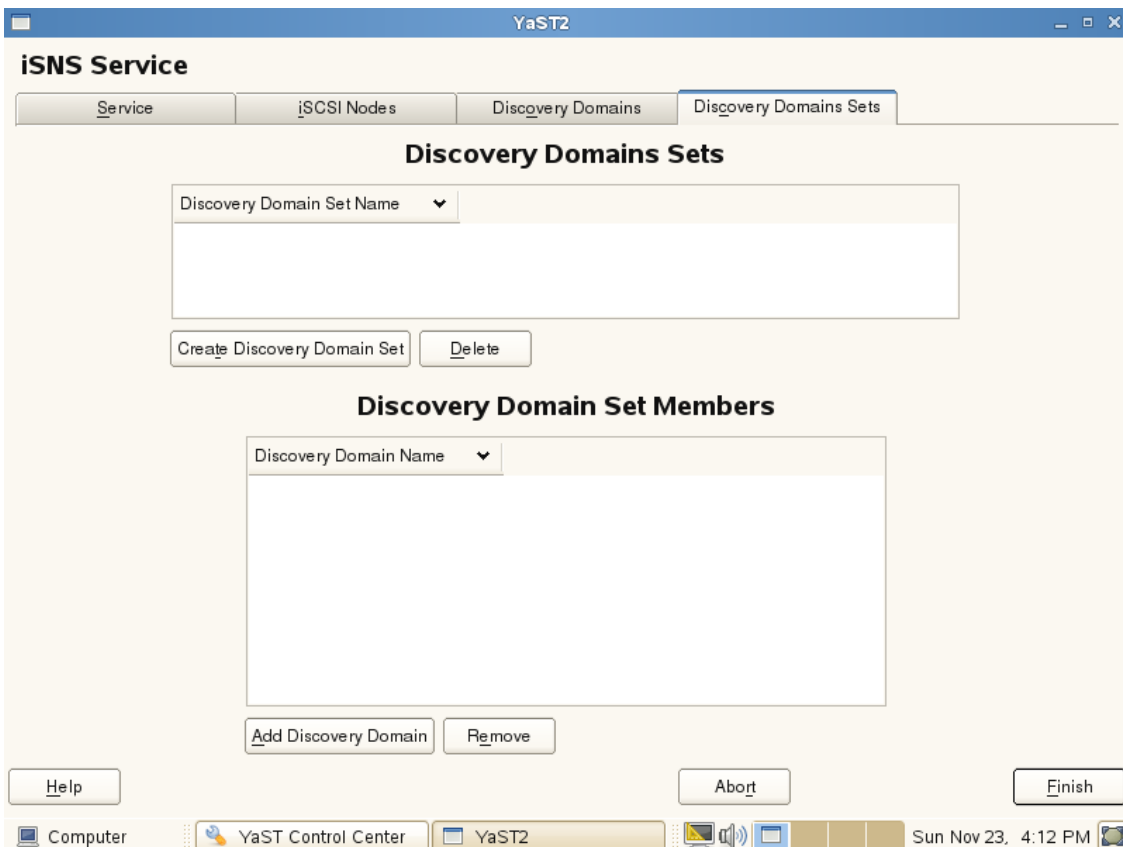 YaST2
iSNS Service
Service iSCSI Nodes Discovery Domains Discovery Domains Sets
Discovery Domains Sets
Discovery Domain Set Name
Create Discovery Domain Set Delete
Discovery Domain Set Members
Discovery Domain Name
Add Discovery Domain Remove
Help Abort Finish
Computer YaST Control Center YaST2 Sun Nov 23, 4:12 PM